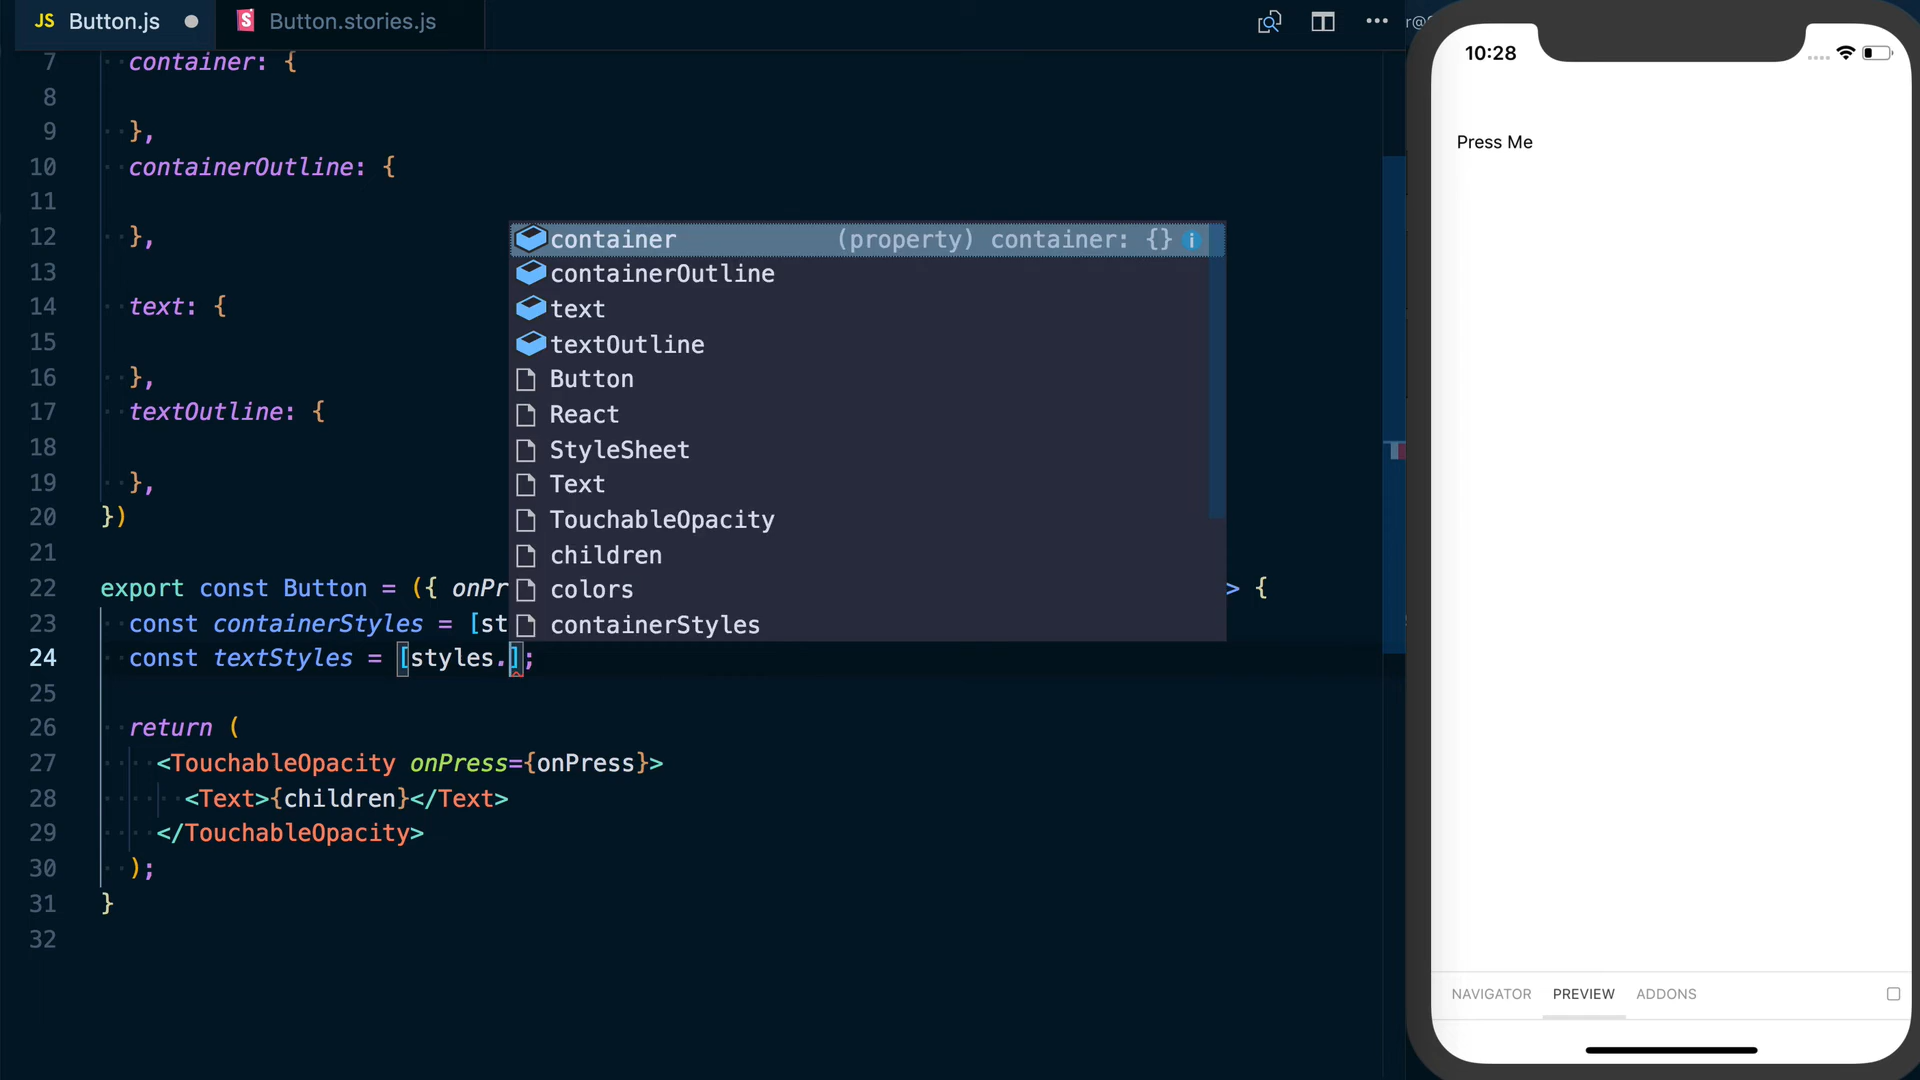 JS Button.js
Button.stories.js
r@
7 container: {
8
9 },
10 containerOutline: {
11
12 },
13
14 text: {
15
16 },
17 textOutline: {
18
19 },
20 })
21
22 export const Button = ({ onPr > {
23 const containerStyles = [st
24 const textStyles = [styles.];
25
26 return (
27 <TouchableOpacity onPress={onPress}>
28 <Text>{children}</Text>
29 </TouchableOpacity>
30 );
31 }
32
container (property) container: {}
containerOutline
text
textOutline
Button
React
StyleSheet
Text
TouchableOpacity
children
colors
containerStyles
10:28
Press Me
NAVIGATOR PREVIEW ADDONS